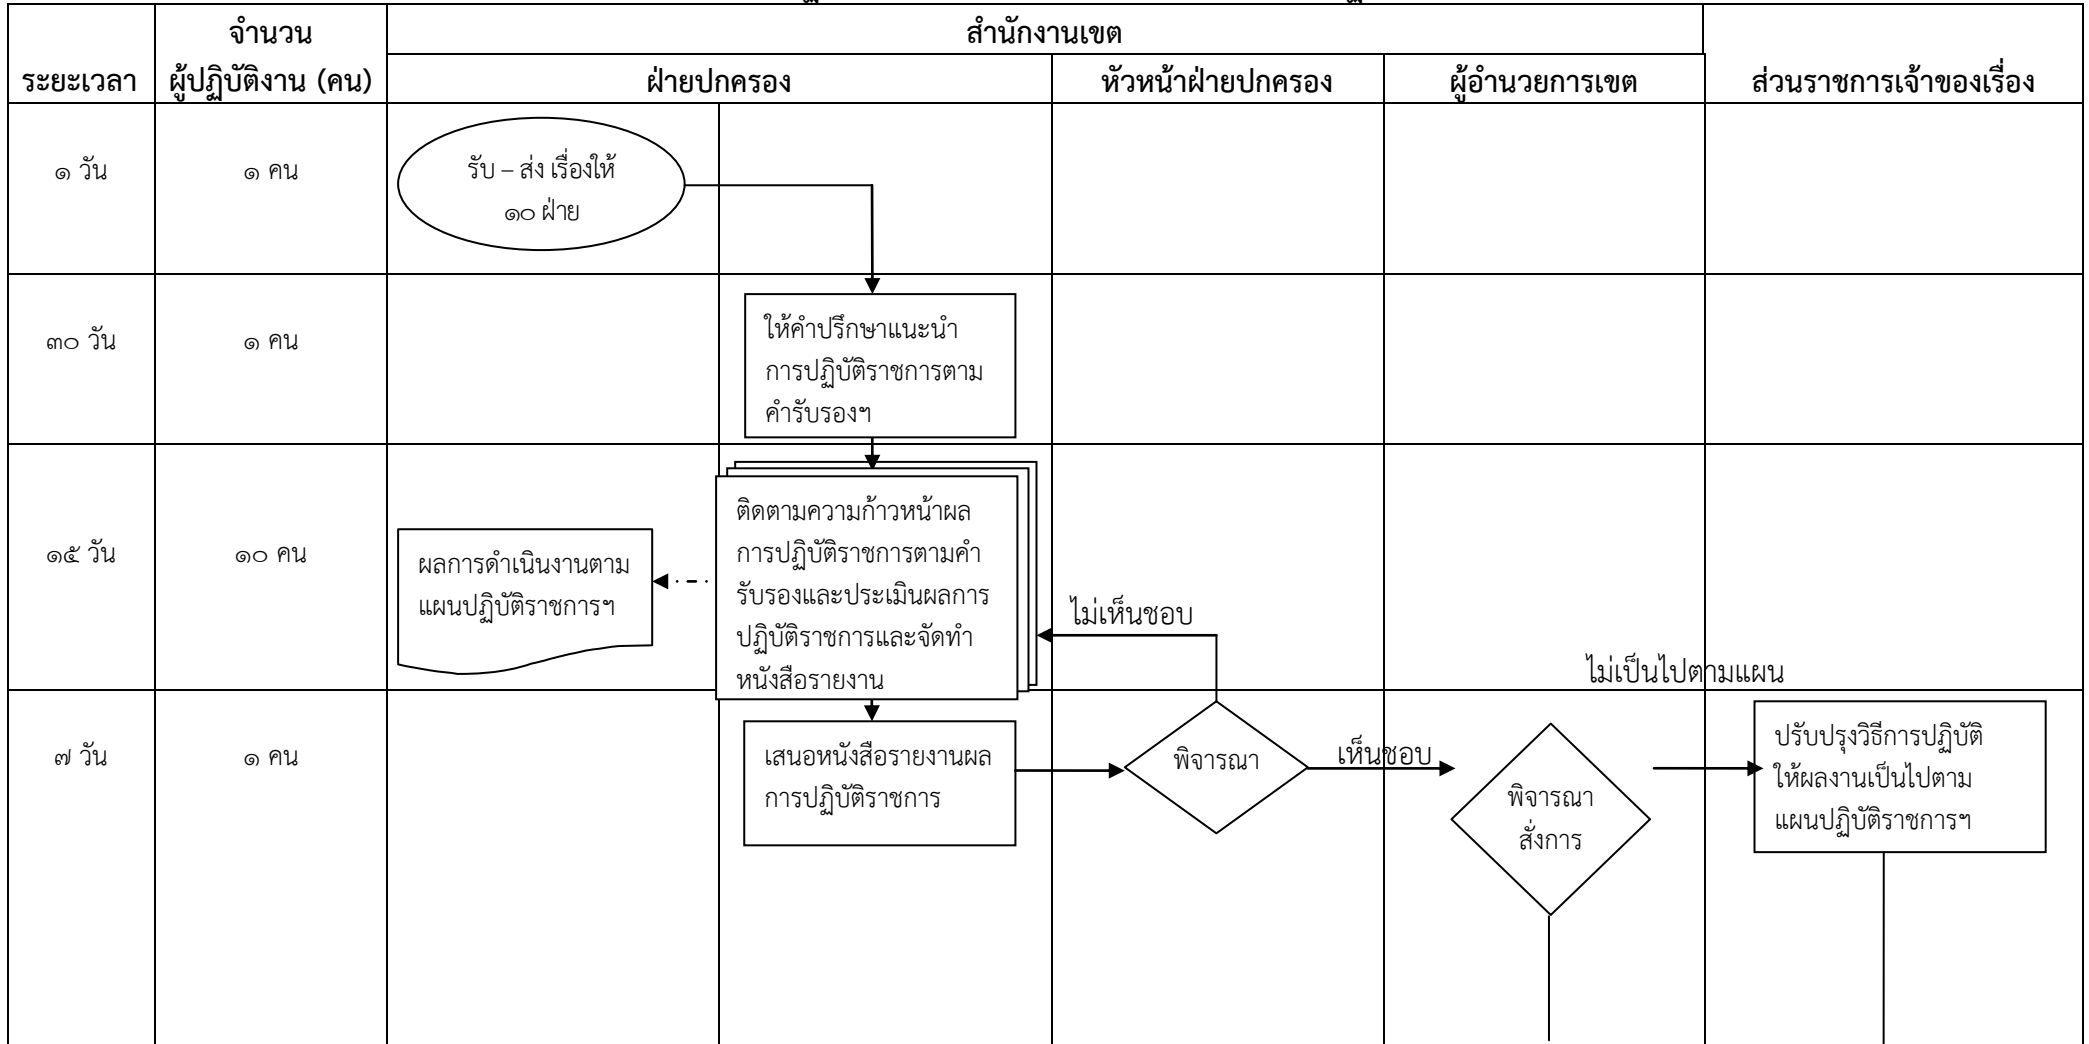 ระยะเวลา
จำนวน
ผู้ปฏิบัติงาน (คน)
สำนักงานเขต
ฝ่ายปกครอง
หัวหน้าฝ่ายปกครอง
ผู้อำนวยการเขต
ส่วนราชการเจ้าของเรื่อง
๑ วัน
๑ คน
รับ – ส่ง เรื่องให้
๑๐ ฝ่าย
๓๐ วัน
๑ คน
ให้คำปรึกษาแนะนำ
การปฏิบัติราชการตาม
คำรับรองฯ
๑๕ วัน
๑๐ คน
ผลการดำเนินงานตาม
แผนปฏิบัติราชการฯ
ติดตามความก้าวหน้าผล
การปฏิบัติราชการตามคำ
รับรองและประเมินผลการ
ปฏิบัติราชการและจัดทำ
หนังสือรายงาน
ไม่เห็นชอบ
ไม่เป็นไปตามแผน
๗ วัน
๑ คน
เสนอหนังสือรายงานผล
การปฏิบัติราชการ
พิจารณา
เห็นชอบ
พิจารณา
สั่งการ
ปรับปรุงวิธีการปฏิบัติ
ให้ผลงานเป็นไปตาม
แผนปฏิบัติราชการฯ